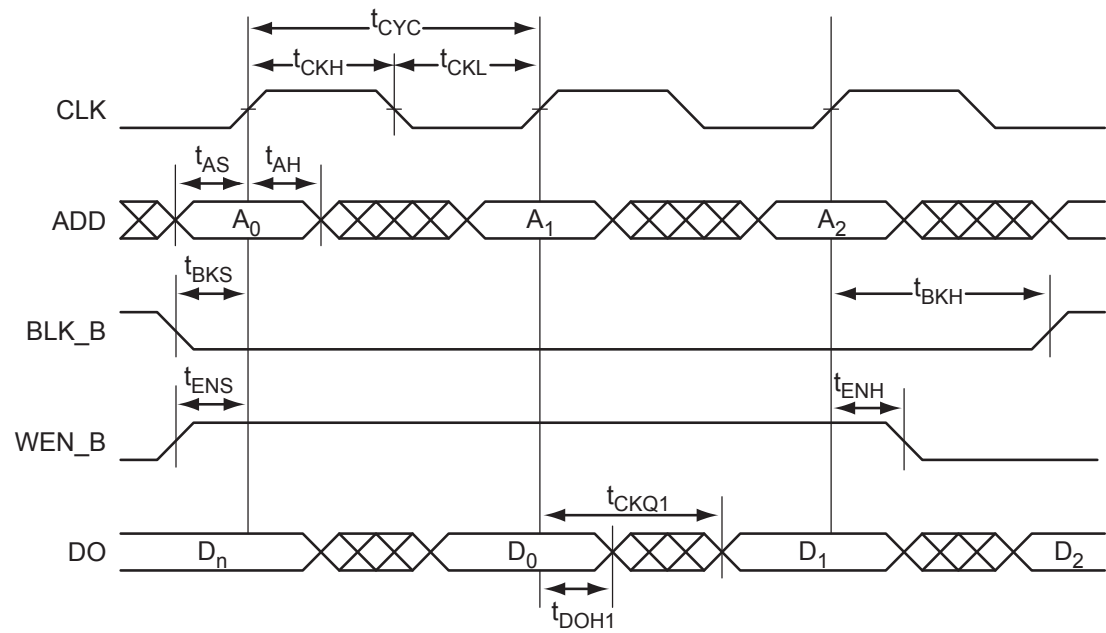 tCYC
tCKH tCKL
CLK
tAS tAH
ADD A0 A1 A2
tBKS tBKH
BLK_B
tENS tENH
WEN_B
tCKQ1
DO Dn D0 D1 D2
tDOH1